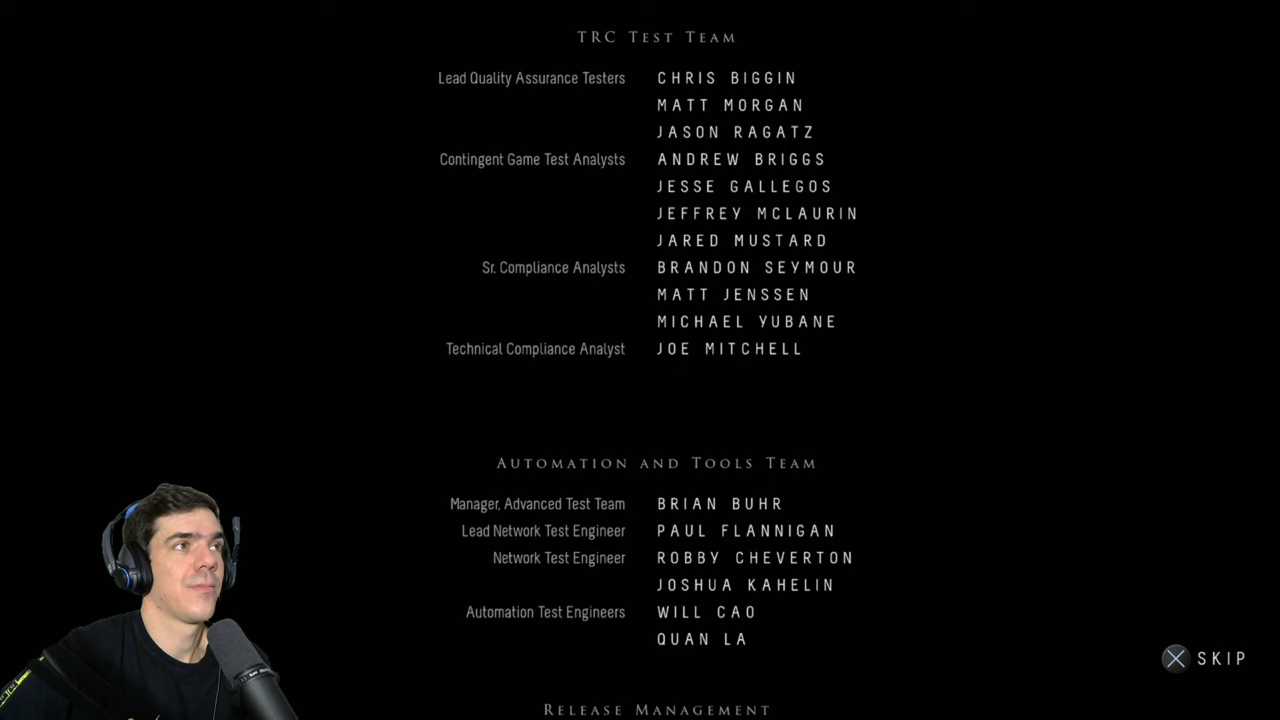 TRC TEST TEAM
Lead Quality Assurance Testers CHRIS BIGGIN
MATT MORGAN
JASON RAGATZ
Contingent Game Test Analysts ANDREW BRIGGS
JESSE GALLEGOS
JEFFREY MCLAURIN
JARED MUSTARD
Sr. Compliance Analysts BRANDON SEYMOUR
MATT JENSSEN
MICHAEL YUBANE
Technical Compliance Analyst JOE MITCHELL
AUTOMATION AND TOOLS TEAM
Manager, Advanced Test Team BRIAN BUHR
Lead Network Test Engineer PAUL FLANNIGAN
Network Test Engineer ROBBY CHEVERTON
JOSHUA KAHELIN
Automation Test Engineers WILL CAO
QUAN LA
SKIP
RELEASE MANAGEMENT